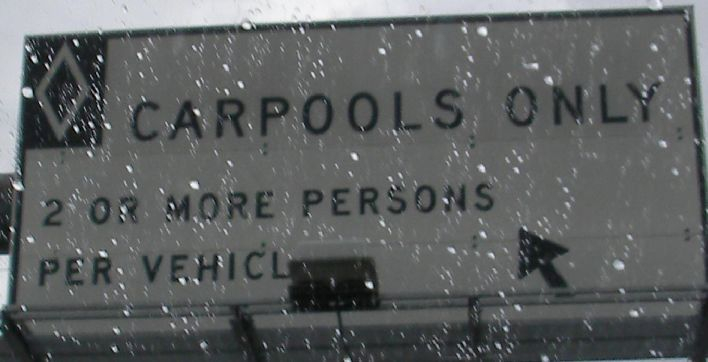 CARPOOLS ONLY
2 OR MORE PERSONS
PER VEHICL